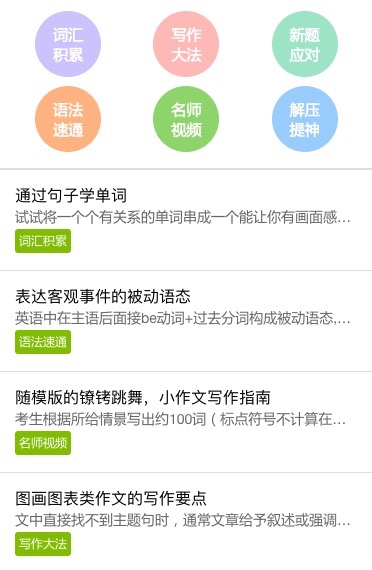 词汇
积累
写作
大法
新题
应对
语法
速通
名师
视频
解压
提神
通过句子学单词
试试将一个个有关系的单词串成一个能让你有画面感…
词汇积累
表达客观事件的被动语态
英语中在主语后面接be动词+过去分词构成被动语态,…
语法速通
随模版的镣铐跳舞，小作文写作指南
考生根据所给情景写出约100词（标点符号不计算在…
名师视频
图画图表类作文的写作要点
文中直接找不到主题句时，通常文章给予叙述或强调…
写作大法